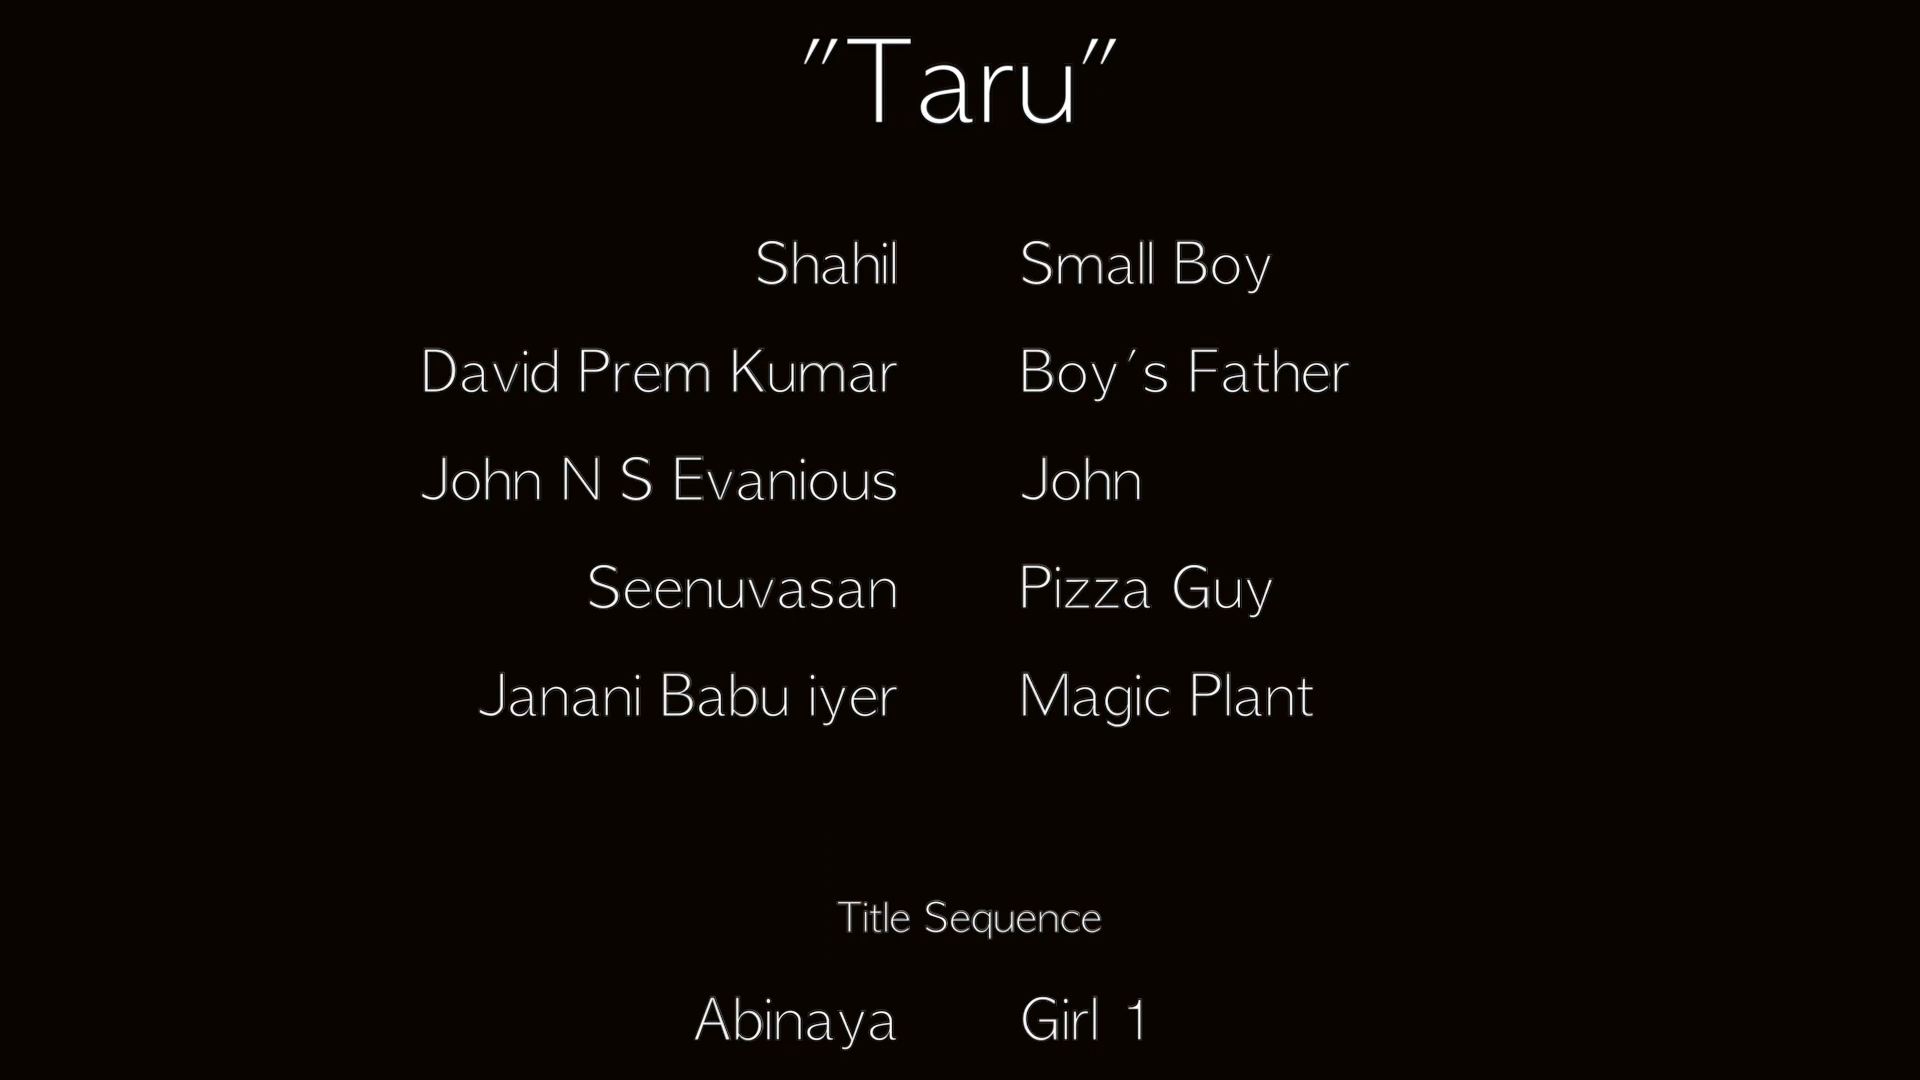 "Taru"
Shahil Small Boy
David Prem Kumar Boy's Father
John N S Evanious John
Seenuvasan Pizza Guy
Janani Babu iyer Magic Plant
Title Sequence
Abinaya Girl 1